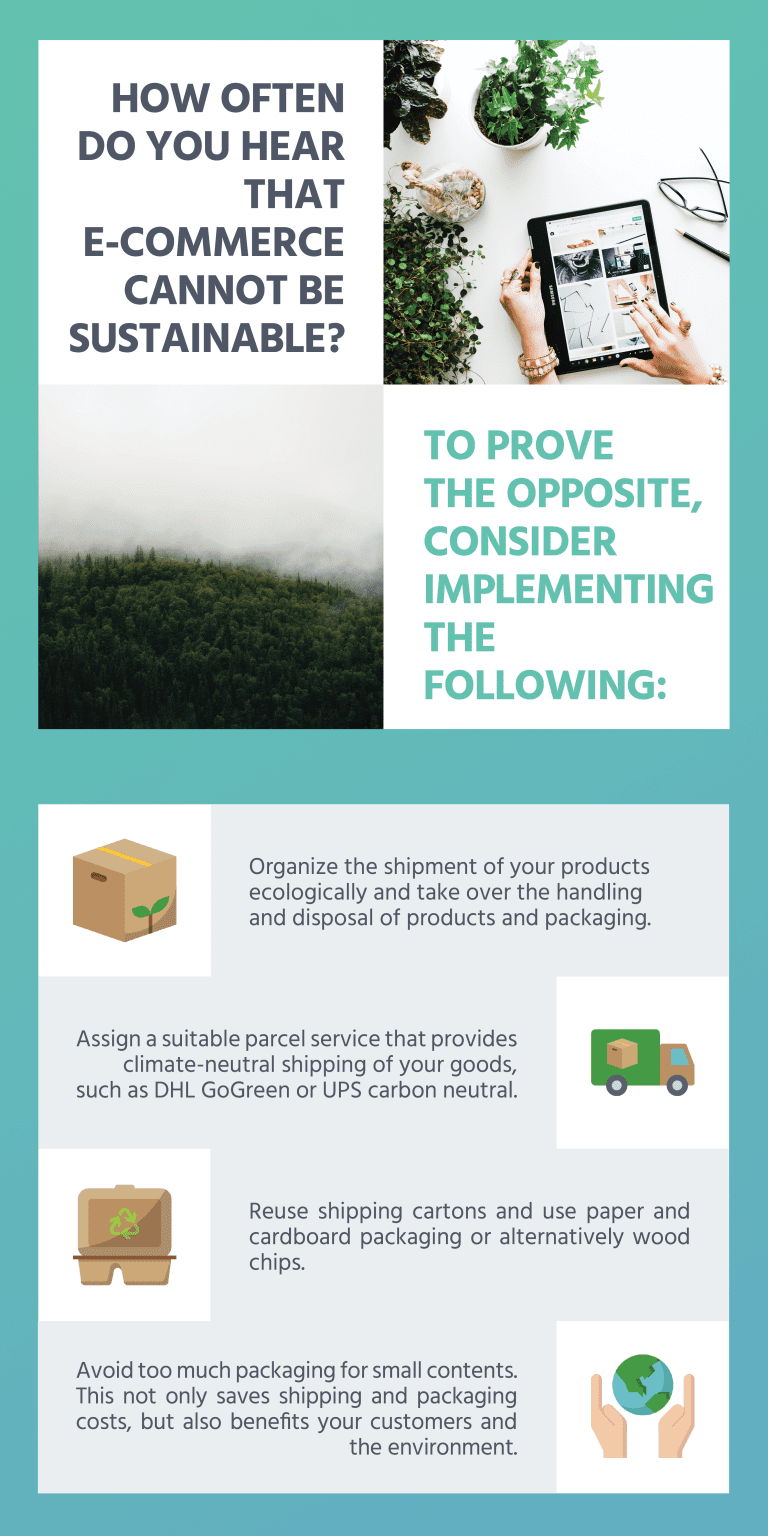 HOW OFTEN
DO YOU HEAR
THAT
E-COMMERCE
CANNOT BE
SUSTAINABLE?
SAMSUNG
TO PROVE
THE OPPOSITE,
CONSIDER
IMPLEMENTING
THE
FOLLOWING:
Organize the shipment of your products
ecologically and take over the handling
and disposal of products and packaging.
Assign a suitable parcel service that provides
climate-neutral shipping of your goods,
such as DHL GoGreen or UPS carbon neutral.
Reuse shipping cartons and use paper and
cardboard packaging or alternatively wood
chips.
Avoid too much packaging for small contents.
This not only saves shipping and packaging
costs, but also benefits your customers and
the environment.